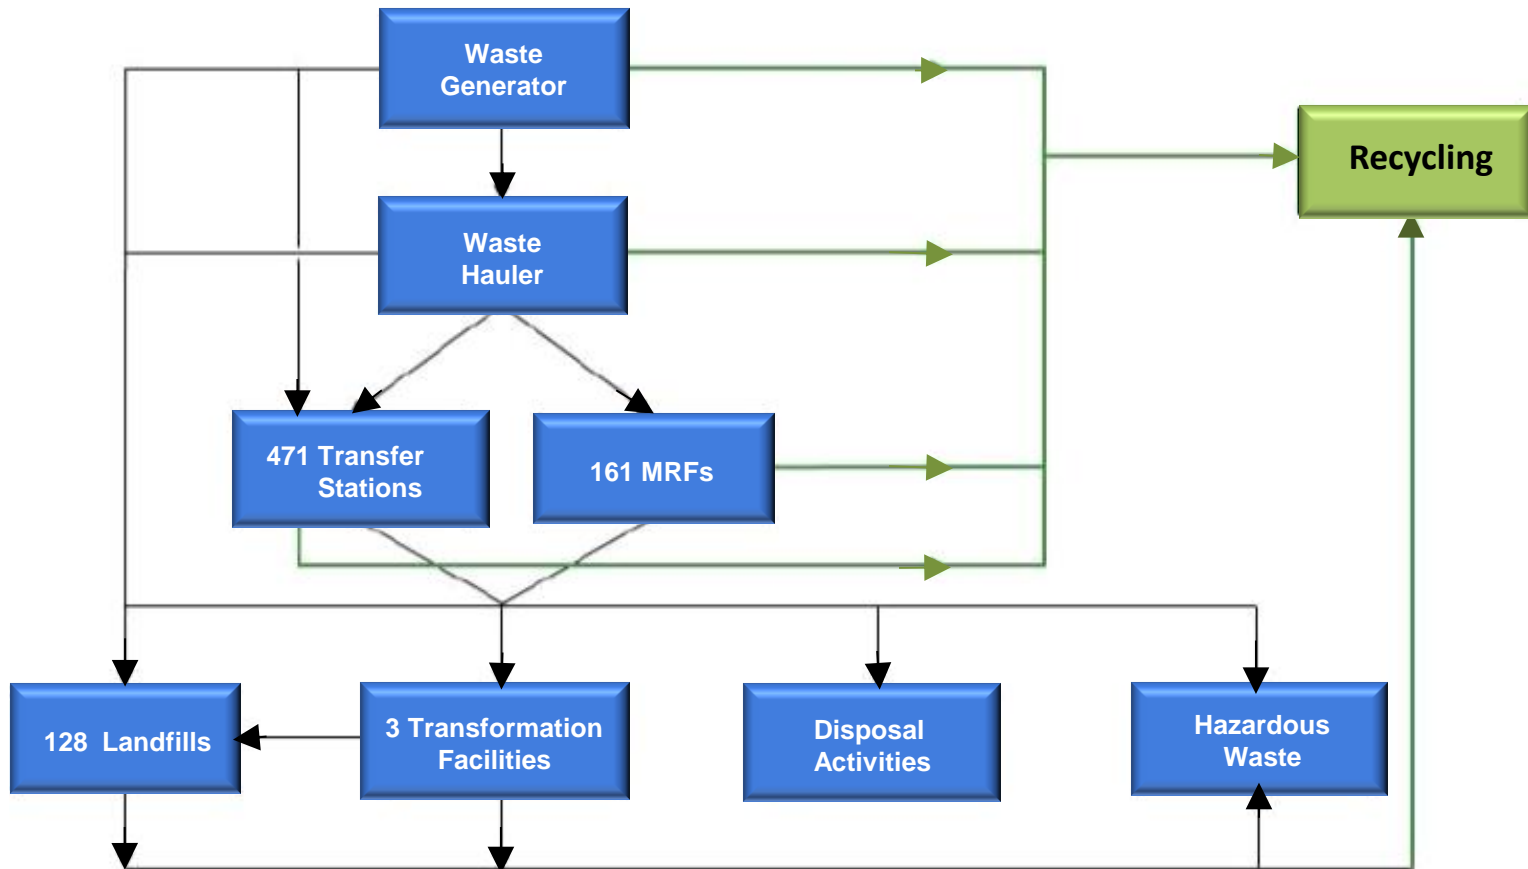 Waste
Generator
Recycling
Waste
Hauler
471 Transfer
Stations
161 MRFs
128 Landfills
3 Transformation
Facilities
Disposal
Activities
Hazardous
Waste